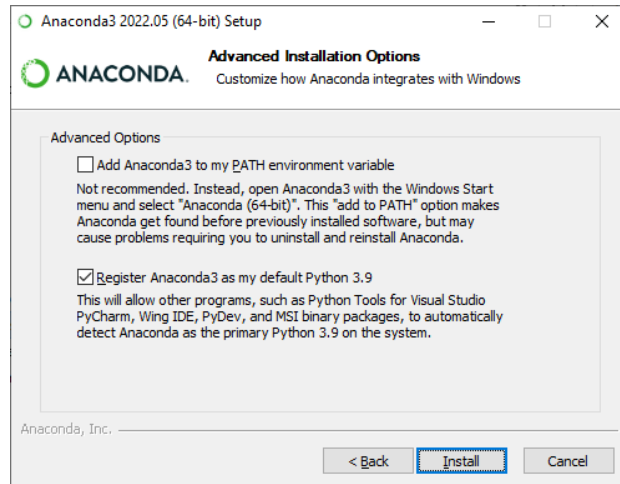 Anaconda3 2022.05 (64-bit) Setup
Advanced Installation Options
ANACONDA.
Customize how Anaconda integrates with Windows
Advanced Options
Add Anaconda3 to my PATH environment variable
Not recommended. Instead, open Anaconda3 with the Windows Start
menu and select "Anaconda (64-bit)". This "add to PATH" option makes
Anaconda get found before previously installed software, but may
cause problems requiring you to uninstall and reinstall Anaconda.
Register Anaconda3 as my default Python 3.9
This will allow other programs, such as Python Tools for Visual Studio
PyCharm, Wing IDE, PyDev, and MSI binary packages, to automatically
detect Anaconda as the primary Python 3.9 on the system.
Anaconda, Inc.
< Back Install Cancel